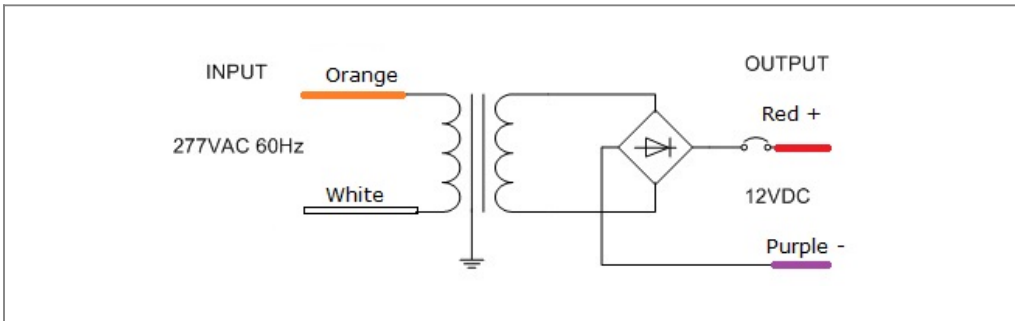 INPUT
Orange
277VAC 60Hz
White
OUTPUT
Red +
12VDC
Purple -